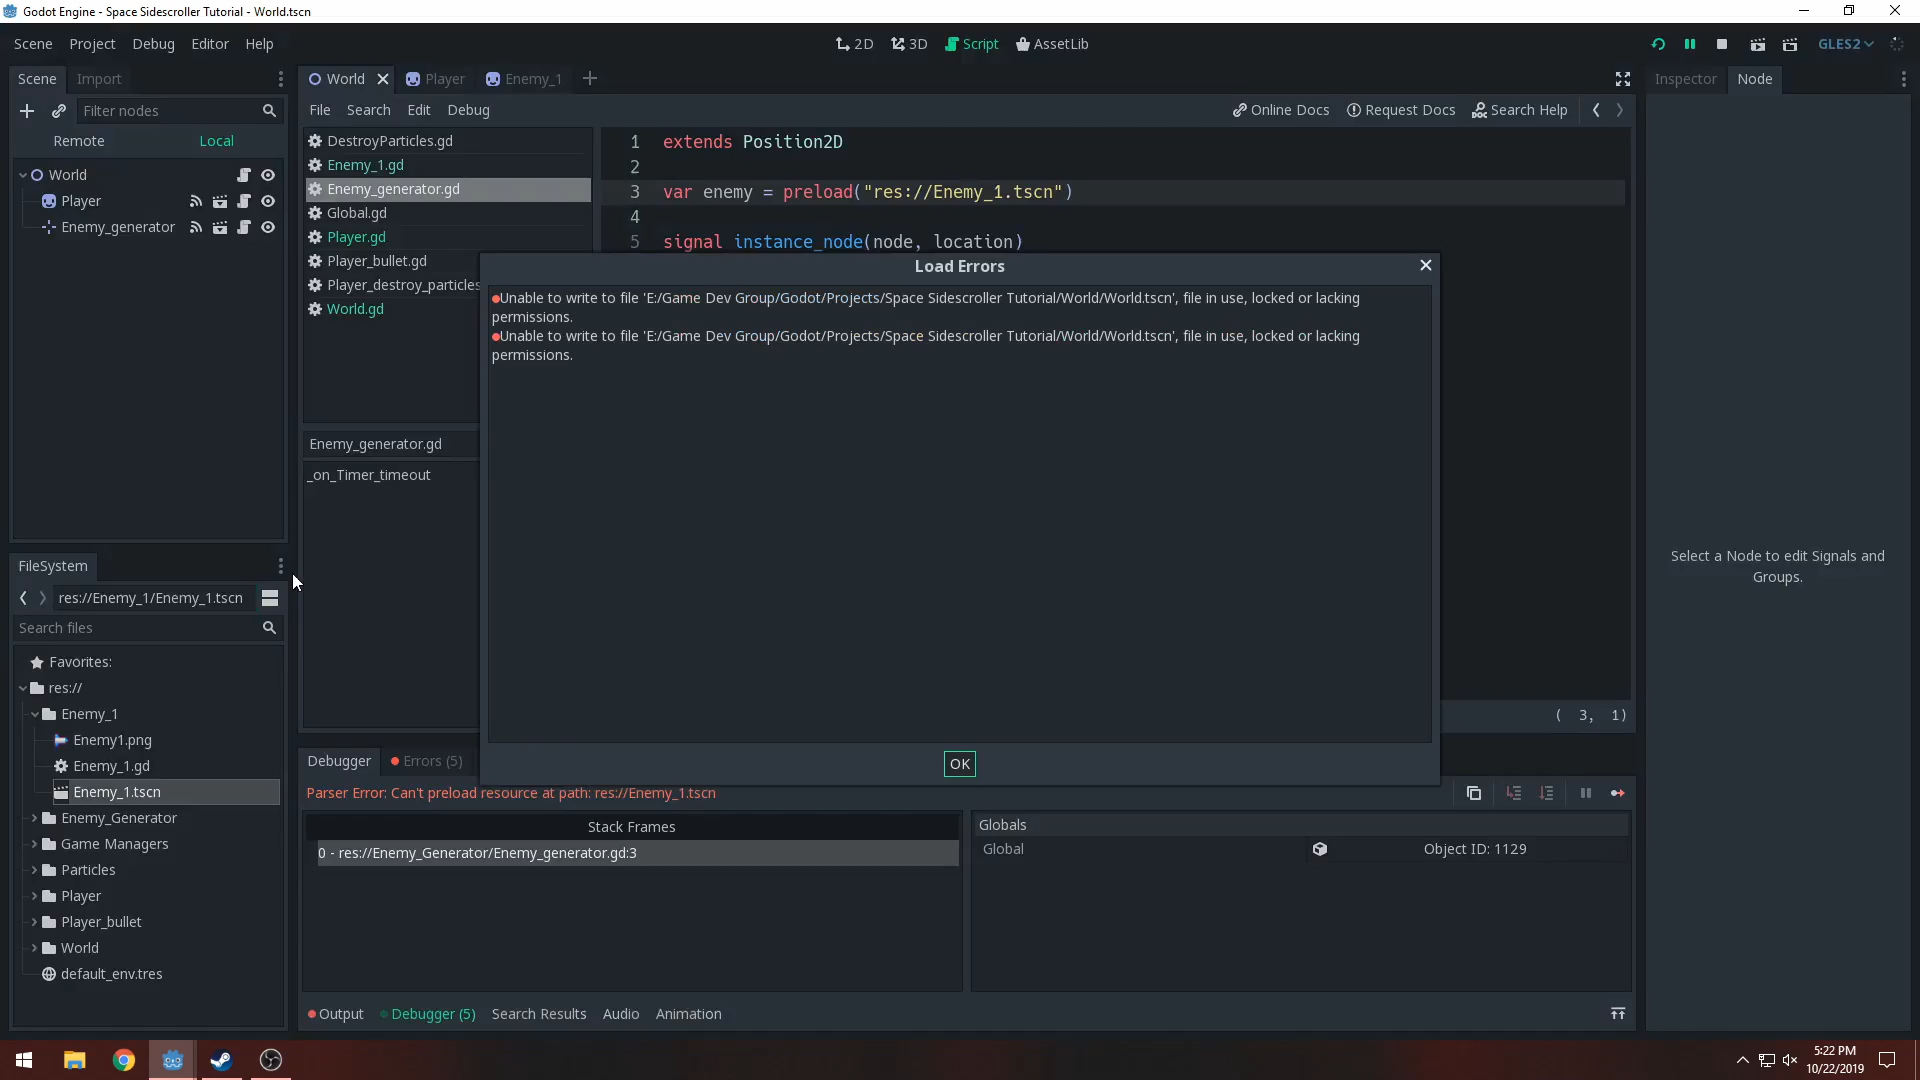 Godot Engine - Space Sidescroller Tutorial - World.tscn
Scene Project Debug Editor Help
2D 3D Script AssetLib
GLES2
Scene Import
World Player Enemy_1
Inspector Node
Filter nodes
File Search Edit Debug
Online Docs Request Docs Search Help
Remote Local
World
Player
Enemy_generator
DestroyParticles.gd
Enemy_1.gd
Enemy_generator.gd
Global.gd
Player.gd
Player_bullet.gd
Player_destroy_particles
World.gd
1 extends Position2D
2
3 var enemy = preload("res://Enemy_1.tscn")
4
5 signal instance_node(node, location)
Load Errors
Unable to write to file 'E:/Game Dev Group/Godot/Projects/Space Sidescroller Tutorial/World/World.tscn', file in use, locked or lacking
permissions.
Unable to write to file 'E:/Game Dev Group/Godot/Projects/Space Sidescroller Tutorial/World/World.tscn', file in use, locked or lacking
permissions.
OK
Enemy_generator.gd
_on_Timer_timeout
( 3, 1)
Select a Node to edit Signals and
Groups.
FileSystem
res://Enemy_1/Enemy_1.tscn
Search files
Favorites:
res://
Enemy_1
Enemy1.png
Enemy_1.gd
Enemy_1.tscn
Enemy_Generator
Game Managers
Particles
Player
Player_bullet
World
default_env.tres
Debugger Errors (5)
Parser Error: Can't preload resource at path: res://Enemy_1.tscn
Stack Frames
0 - res://Enemy_Generator/Enemy_generator.gd:3
Globals
Global Object ID: 1129
Output Debugger (5) Search Results Audio Animation
5:22 PM
10/22/2019